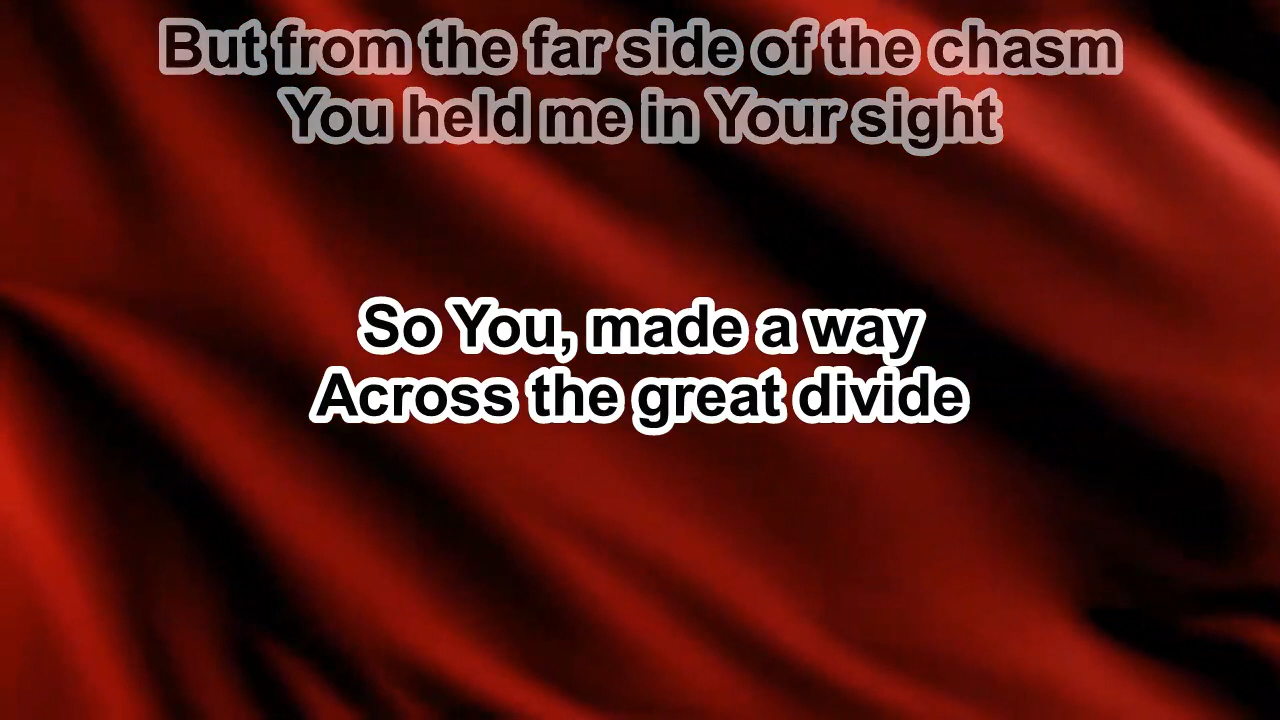 But from the far side of the chasm
You held me in Your sight
So You, made a way
Across the great divide